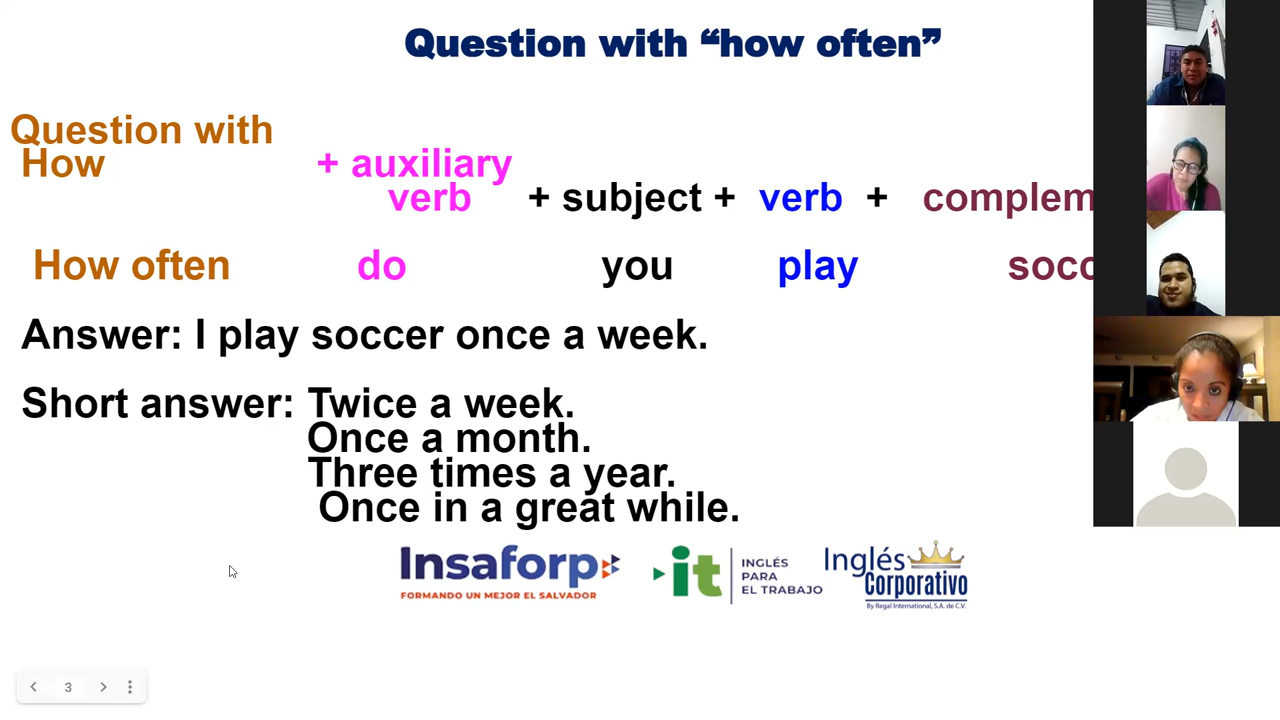 Question with “how often”
Question with
How
+ auxiliary
verb
+ subject + verb + complem
How often do you play socc
Answer: I play soccer once a week.
Short answer: Twice a week.
Once a month.
Three times a year.
Once in a great while.
Insaforp
FORMANDO UN MEJOR EL SALVADOR
it
INGLÉS
PARA
EL TRABAJO
Inglés
Corporativo
By Regal International, S.A. de C.V.
3